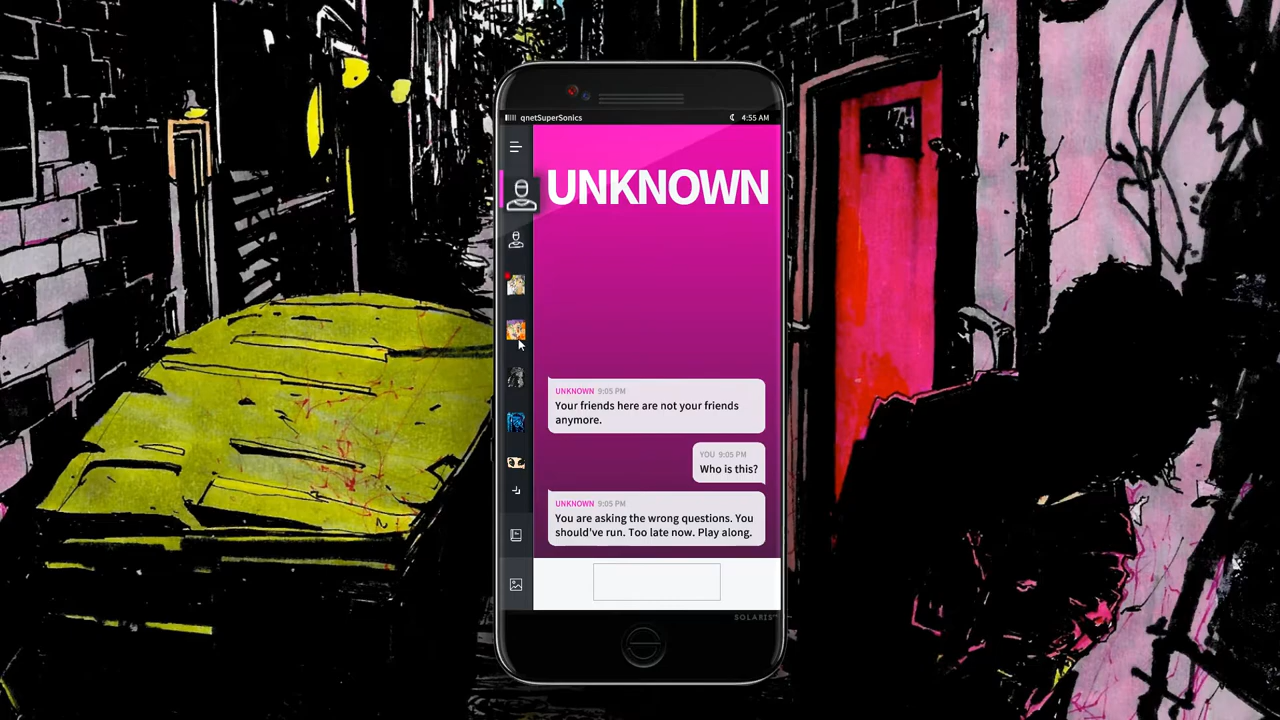 qnetSuperSonics
4:55 AM
UNKNOWN
UNKNOWN 9:05 PM
Your friends here are not your friends
anymore.
YOU 9:05 PM
Who is this?
UNKNOWN 9:05 PM
You are asking the wrong questions. You
should've run. Too late now. Play along.
SOLARIS